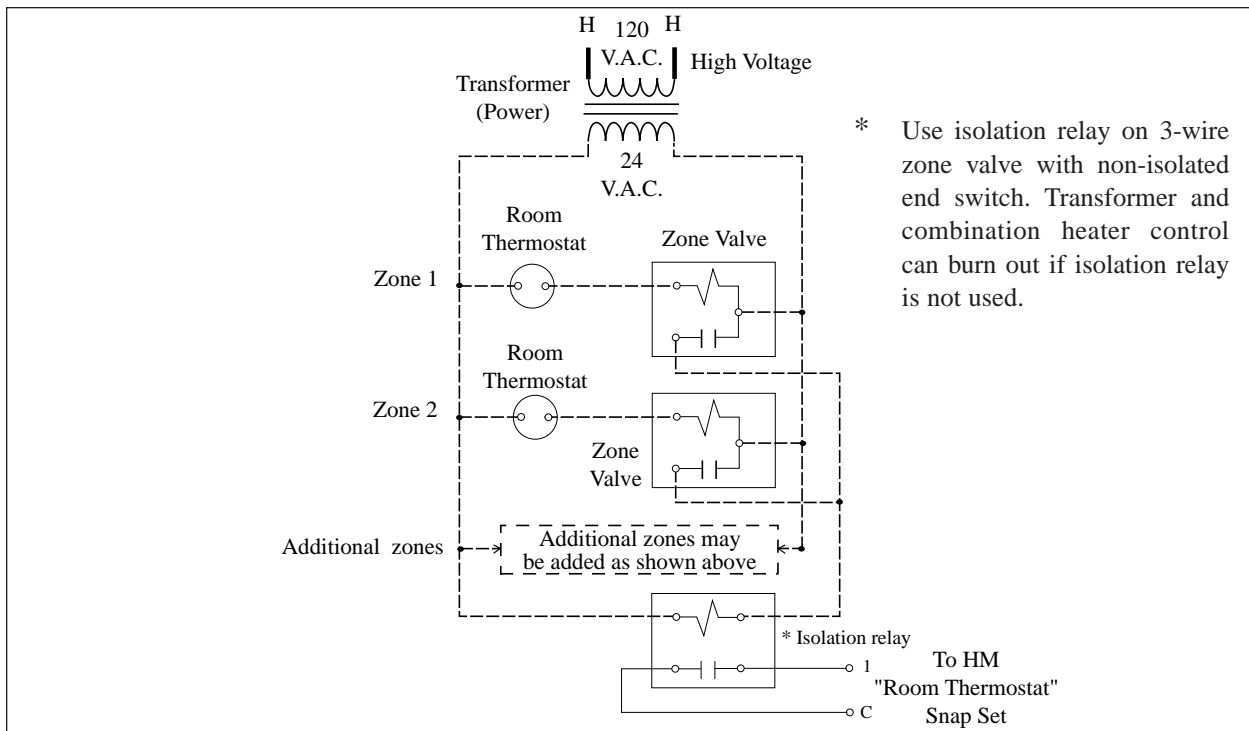 H 120 H
V.A.C.
High Voltage
Transformer
(Power)
24
V.A.C.
* Use isolation relay on 3-wire
zone valve with non-isolated
end switch. Transformer and
combination heater control
can burn out if isolation relay
is not used.
Room
Thermostat
Zone Valve
Zone 1
Room
Thermostat
Zone 2
Zone
Valve
Additional zones
Additional zones may
be added as shown above
* Isolation relay
1
C
To HM
"Room Thermostat"
Snap Set